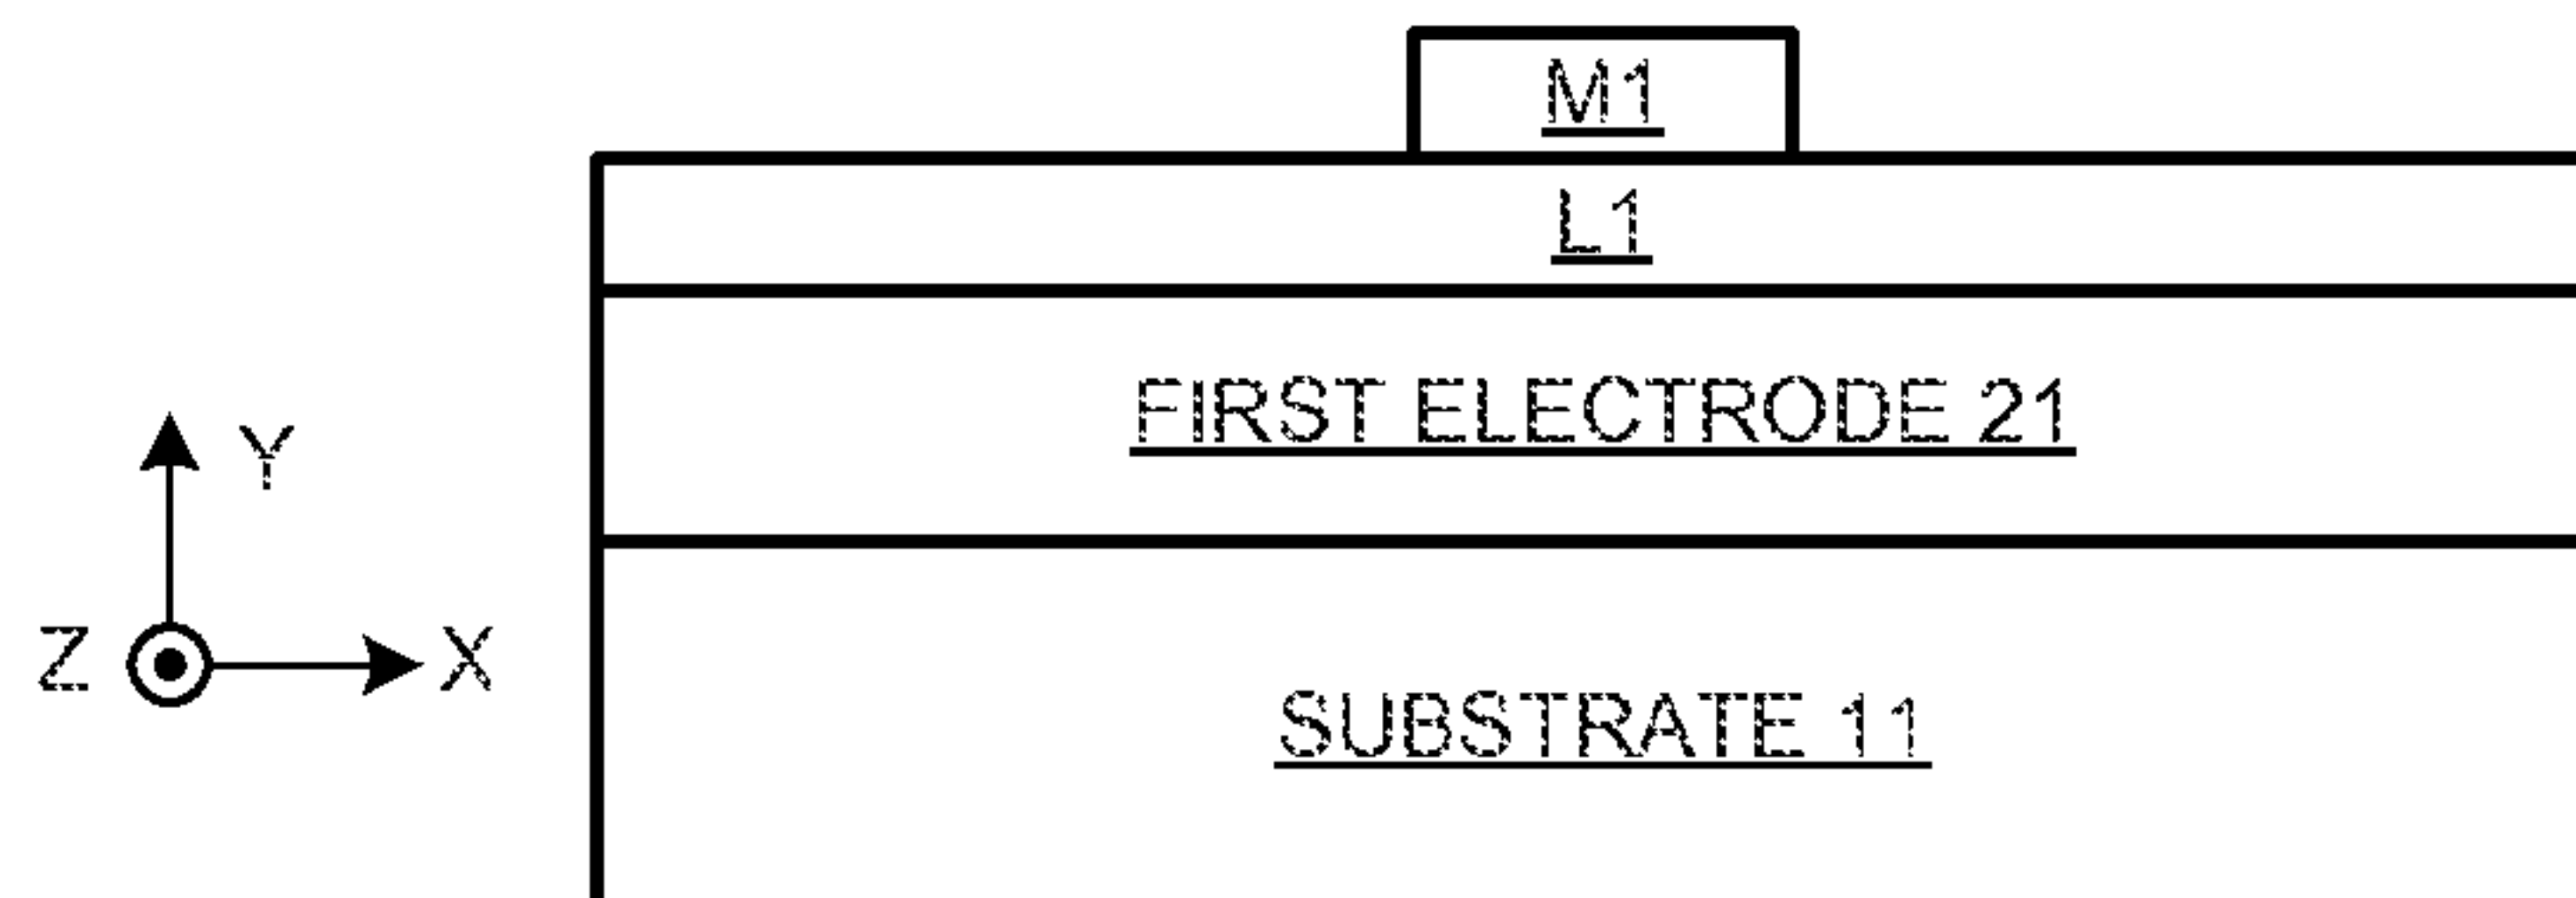 M1
L1
FIRST ELECTRODE 21
Y
Z X
SUBSTRATE 11